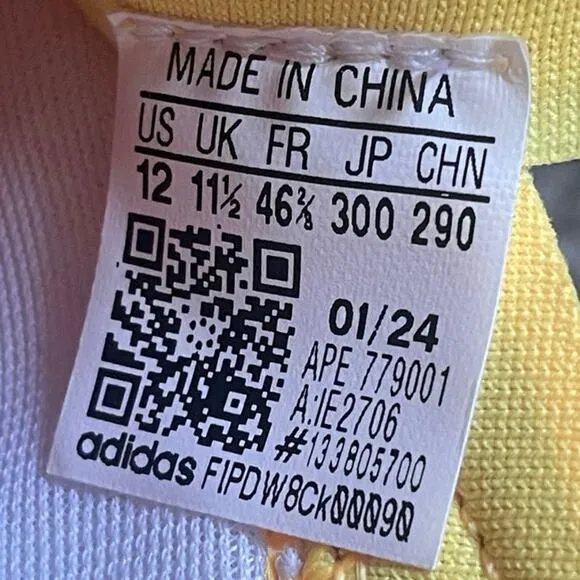 MADE IN CHINA
US UK FR JP CHN
12 11½ 46⅔ 300 290
01/24
APE 779001
A:IE2706
#133805700
adidas FIPDW8Ck00090